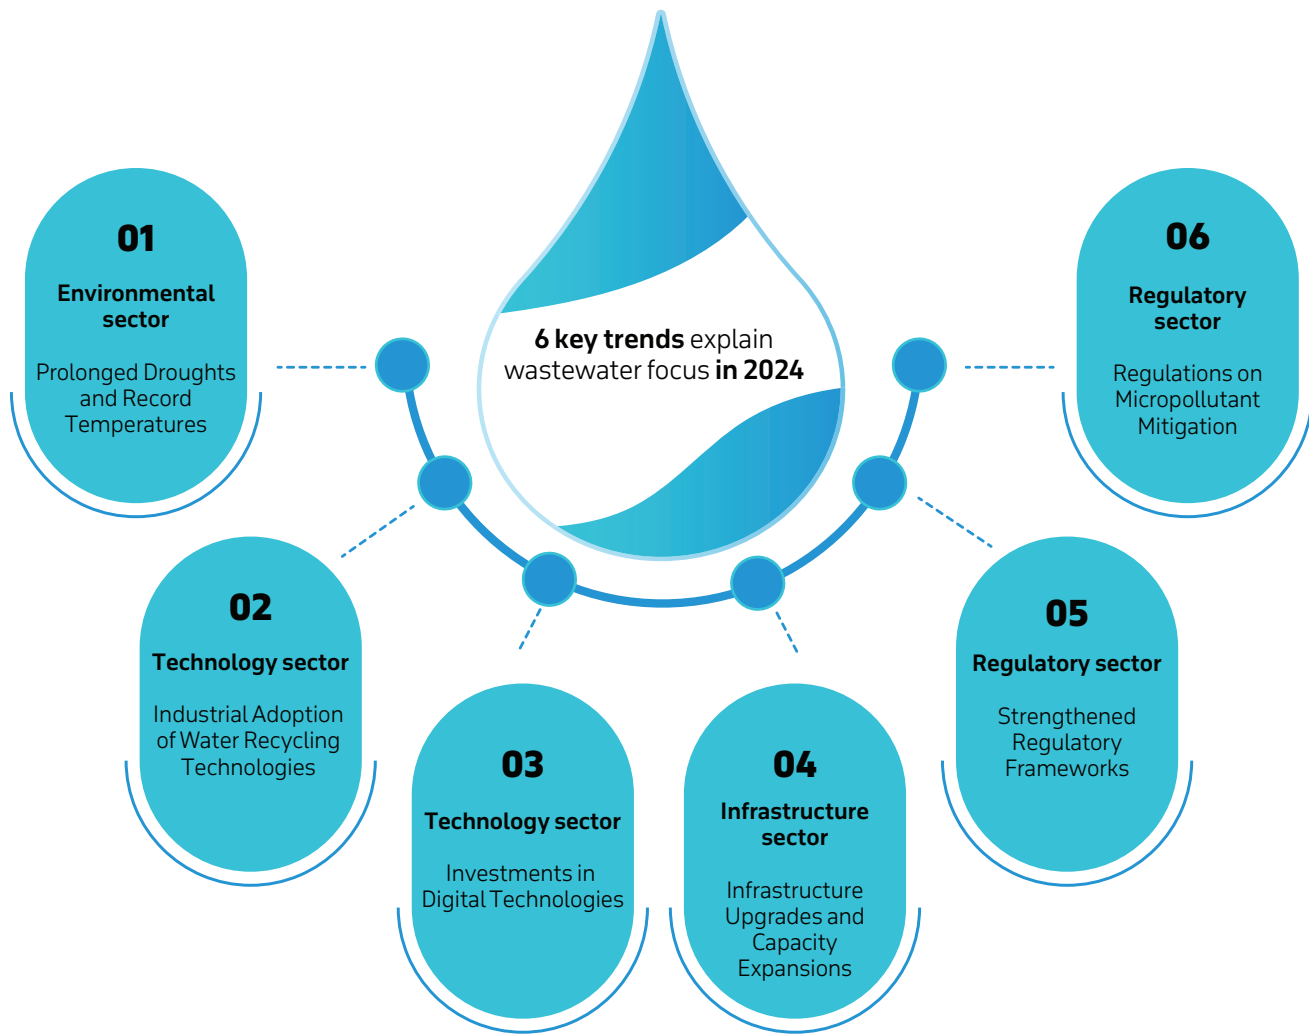 6 key trends explain
wastewater focus in 2024
01
Environmental
sector
Prolonged Droughts
and Record
Temperatures
02
Technology sector
Industrial Adoption
of Water Recycling
Technologies
03
Technology sector
Investments in
Digital Technologies
04
Infrastructure
sector
Infrastructure
Upgrades and
Capacity
Expansions
05
Regulatory sector
Strengthened
Regulatory
Frameworks
06
Regulatory
sector
Regulations on
Micropollutant
Mitigation